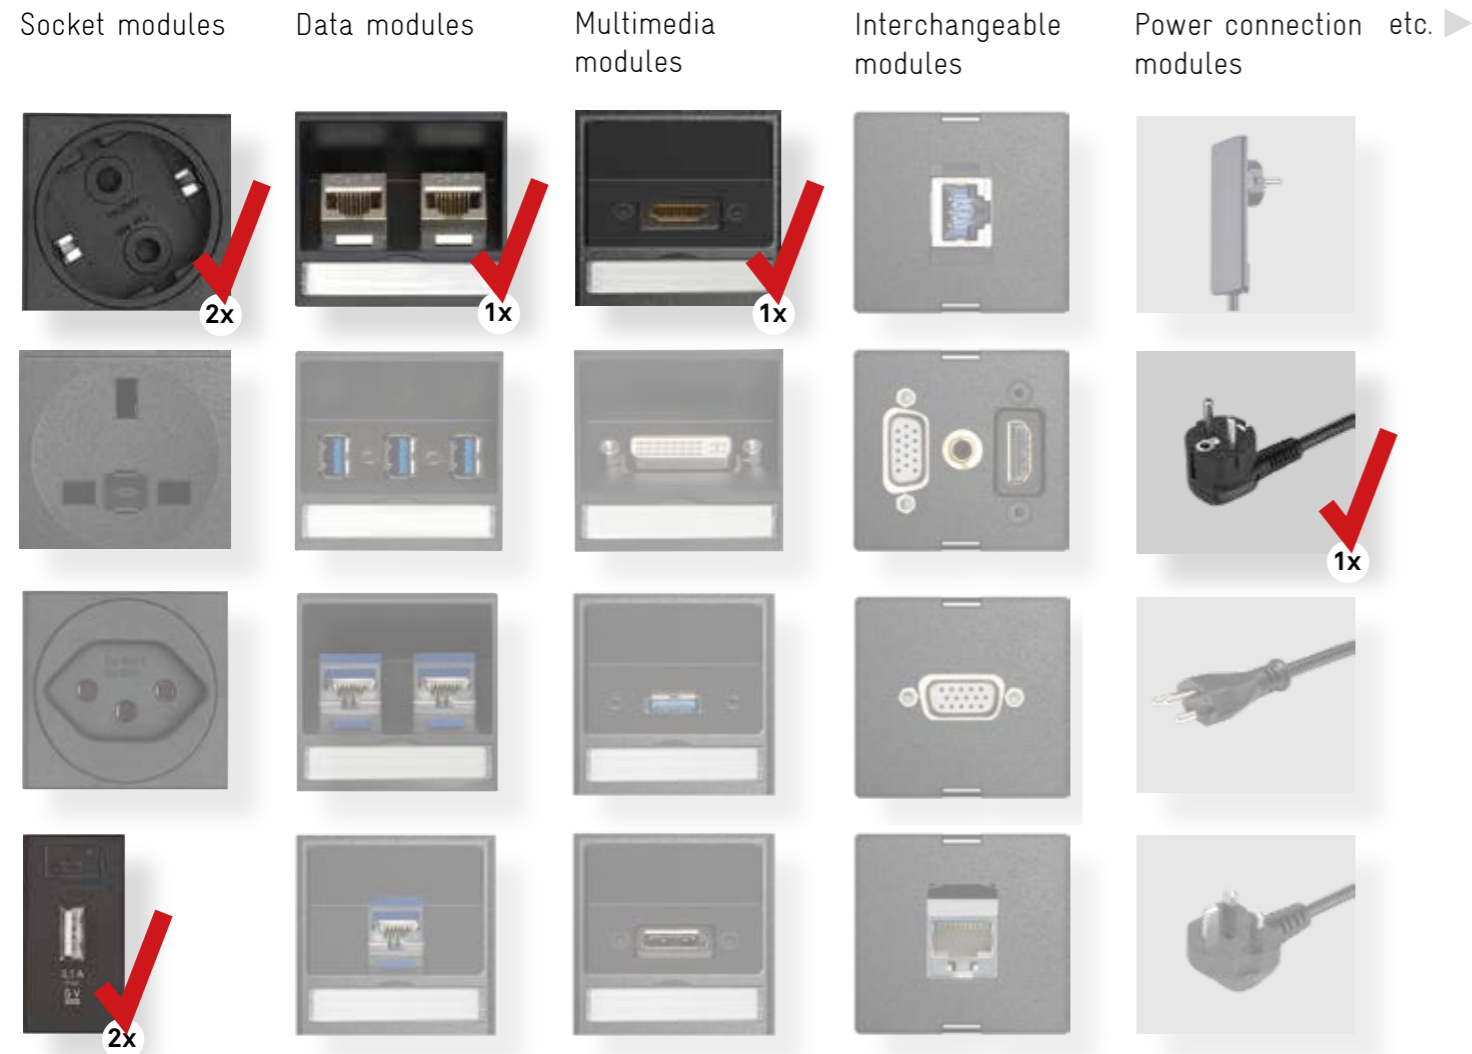 Socket modules
Data modules
Multimedia
modules
Interchangeable
modules
Power connection
modules
etc.
2x
1x
1x
1x
2x